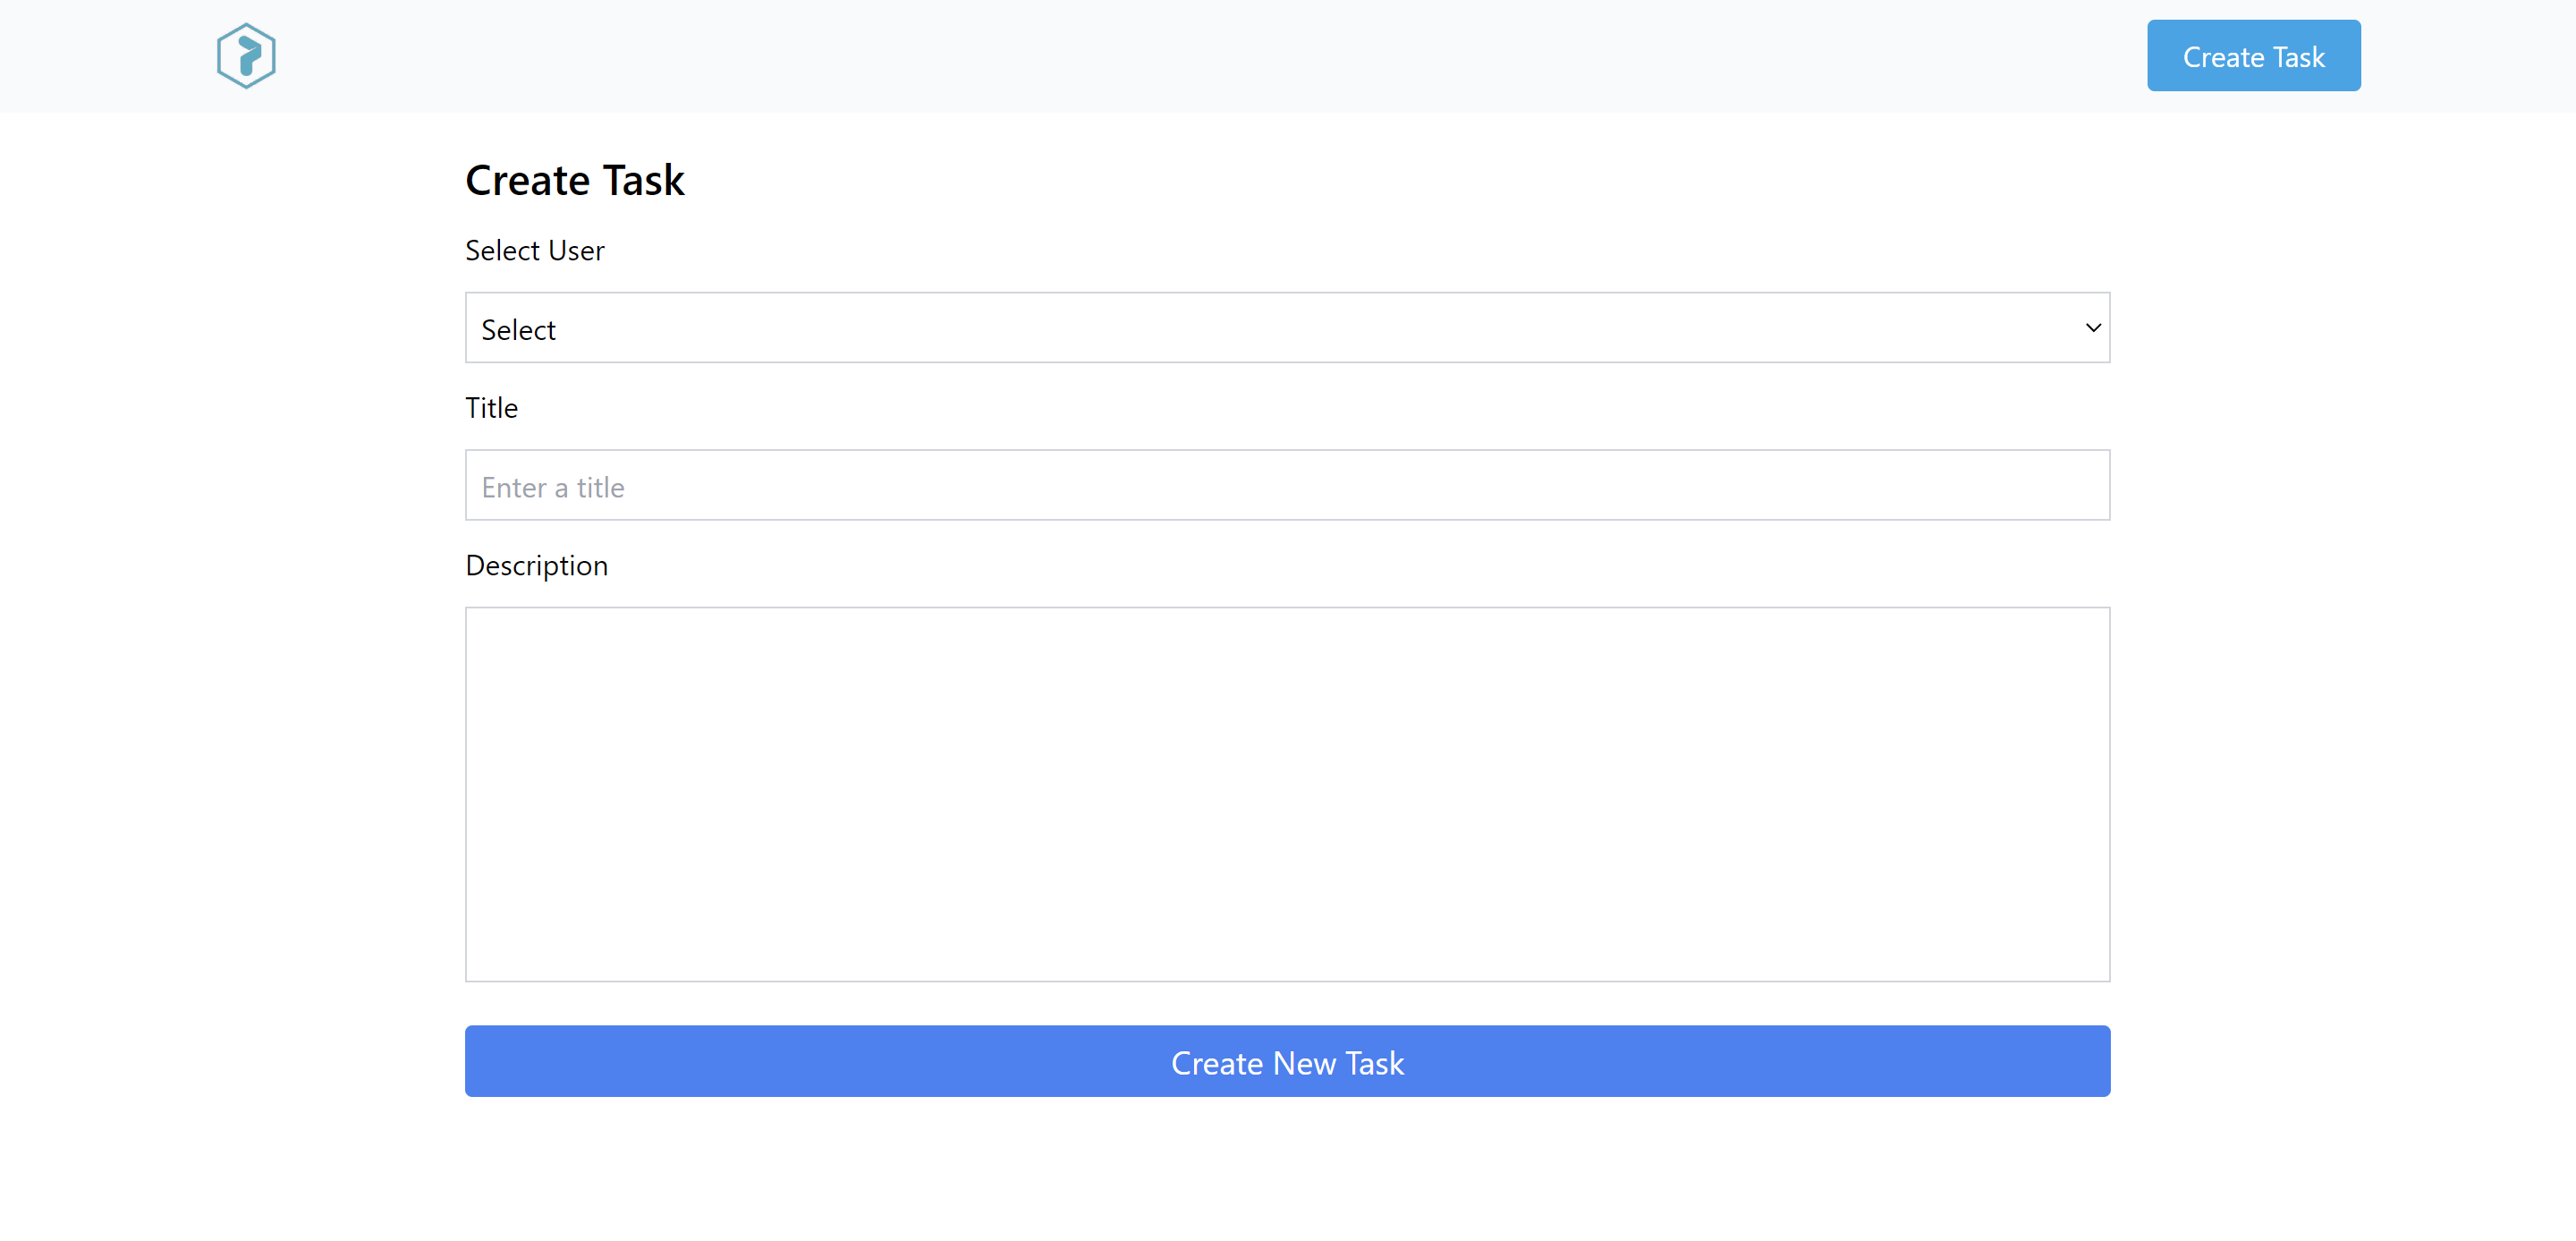 Create Task
Create Task
Select User
Select
Title
Enter a title
Description
Create New Task